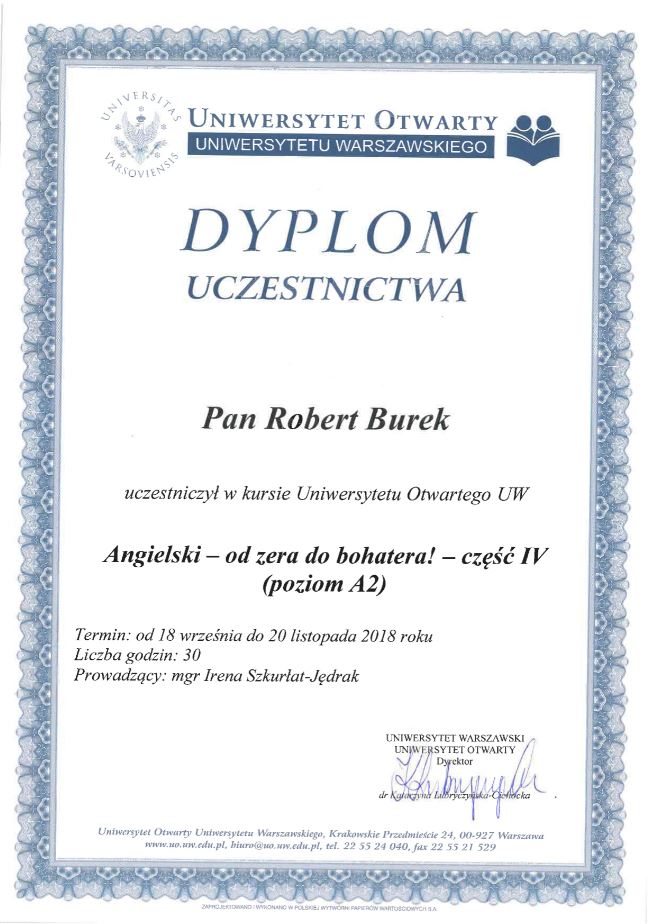 UNIVERSITAS
VARSOVIENSIS
UNIWERSYTET OTWARTY
UNIWERSYTETU WARSZAWSKIEGO
DYPLOM
UCZESTNICTWA
Pan Robert Burek
uczestniczył w kursie Uniwersytetu Otwartego UW
Angielski – od zera do bohatera! – część IV
(poziom A2)
Termin: od 18 września do 20 listopada 2018 roku
Liczba godzin: 30
Prowadzący: mgr Irena Szkurłat-Jędrak
UNIWERSYTET WARSZAWSKI
UNIWERSYTET OTWARTY
Dyrektor
dr Katarzyna Lubryczyńska-Cichocka
Uniwersytet Otwarty Uniwersytetu Warszawskiego, Krakowskie Przedmieście 24, 00-927 Warszawa
www.uo.uw.edu.pl, biuro@uo.uw.edu.pl, tel. 22 55 24 040, fax 22 55 21 529
ZAPROJEKTOWANO I WYKONANO W POLSKIEJ WYTWÓRNI PAPIERÓW WARTOŚCIOWYCH S.A.